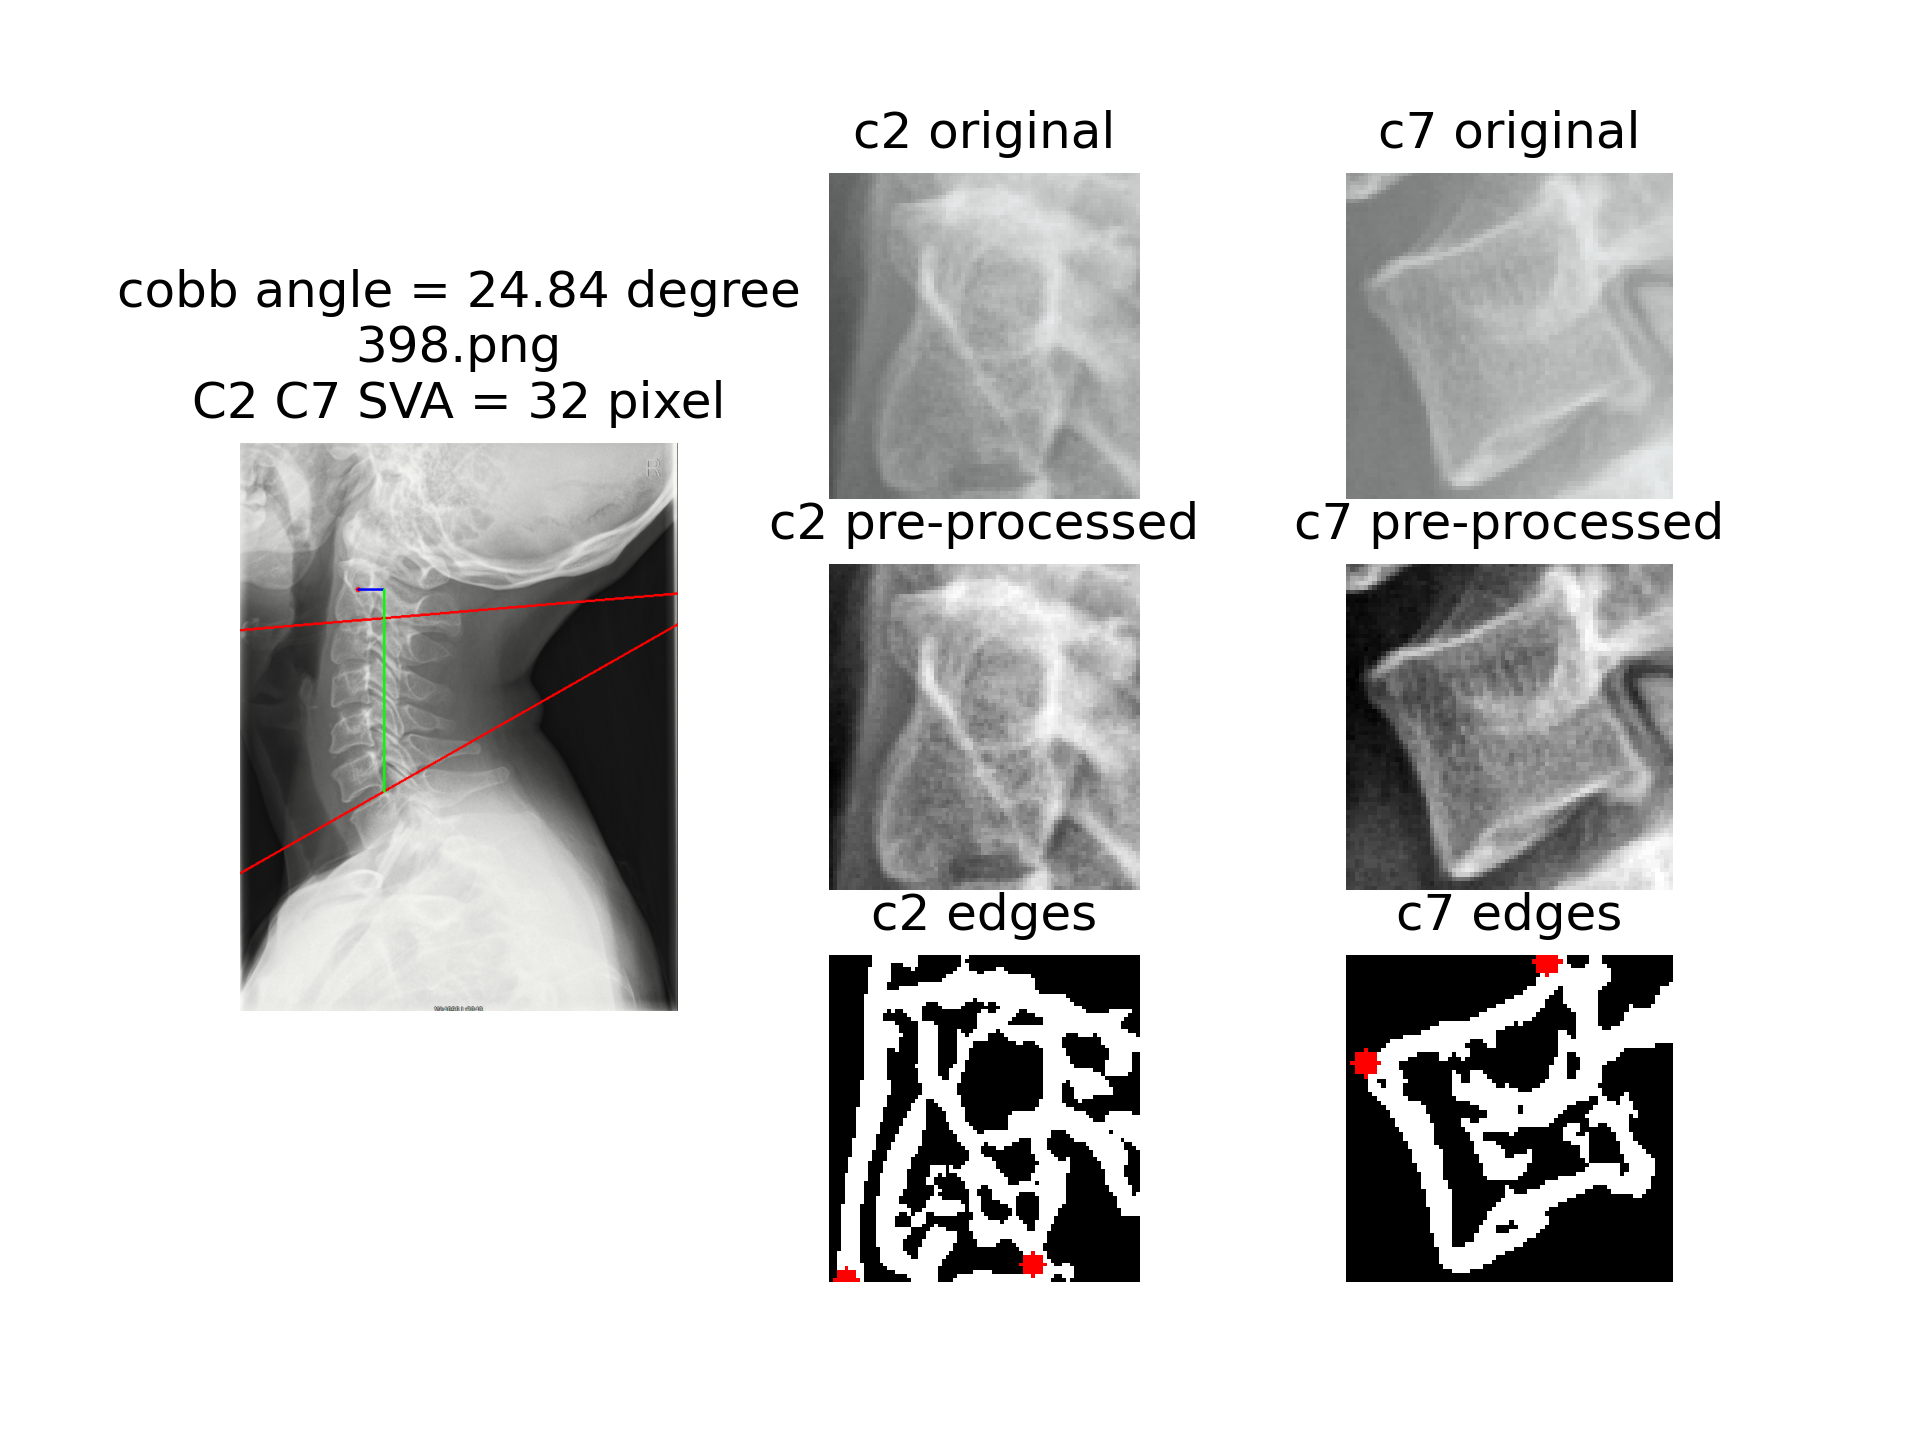 cobb angle = 24.84 degree
398.png
C2 C7 SVA = 32 pixel
R
c2 original
c7 original
c2 pre-processed
c7 pre-processed
c2 edges
c7 edges